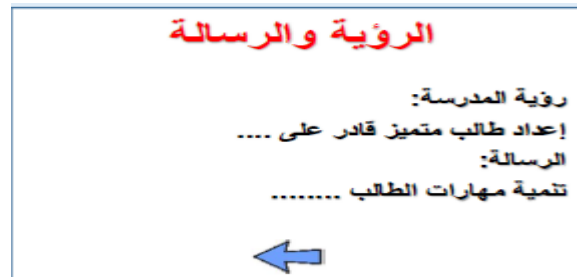 الرؤية والرسالة
رؤية المدرسة:
إعداد طالب متميز قادر على ....
الرسالة:
تنمية مهارات الطالب ........